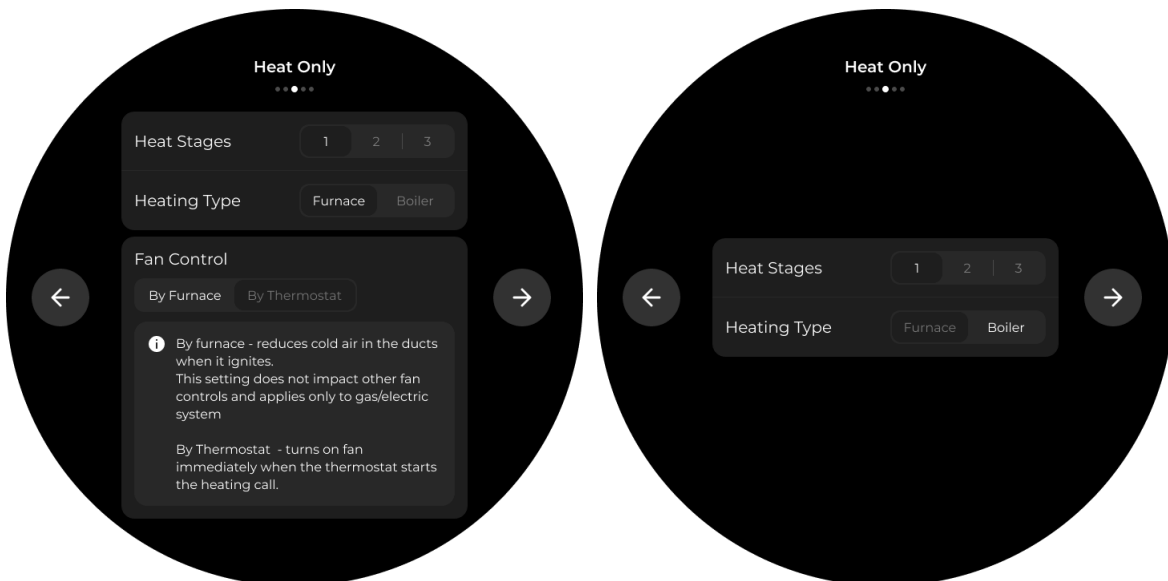 Heat Only
Heat Stages 1 2 3
Heating Type Furnace Boiler
Fan Control
By Furnace By Thermostat
By furnace - reduces cold air in the ducts
when it ignites.
This setting does not impact other fan
controls and applies only to gas/electric
system
By Thermostat - turns on fan
immediately when the thermostat starts
the heating call.
Heat Only
Heat Stages 1 2 3
Heating Type Furnace Boiler